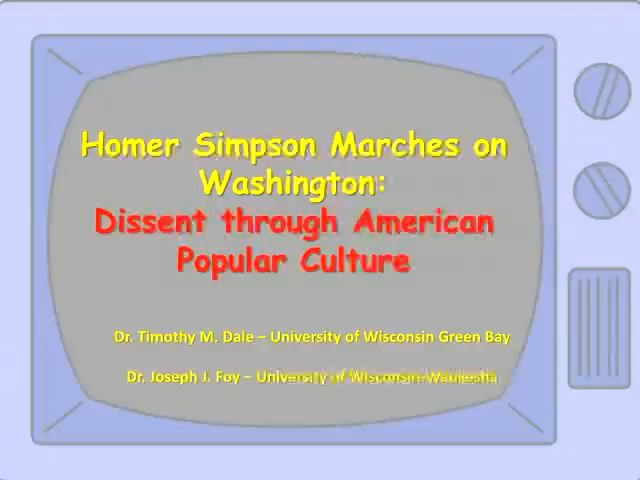 Homer Simpson Marches on
Washington:
Dissent through American
Popular Culture
Dr. Timothy M. Dale – University of Wisconsin Green Bay
Dr. Joseph J. Foy – University of Wisconsin-Waukesha